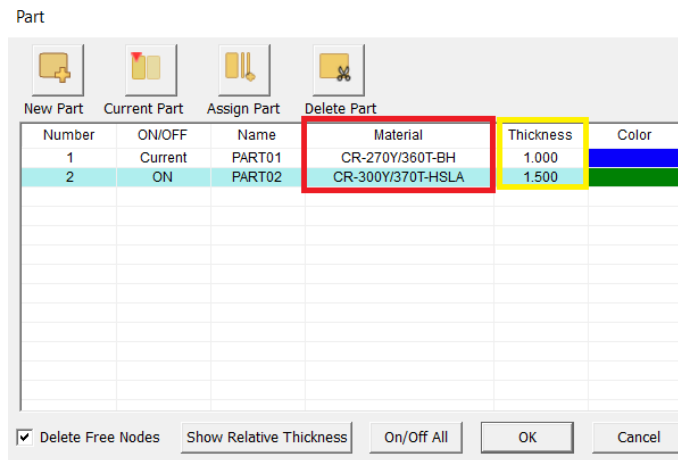 Part
New Part Current Part Assign Part Delete Part
Number ON/OFF Name Material Thickness Color
1 Current PART01 CR-270Y/360T-BH 1.000
2 ON PART02 CR-300Y/370T-HSLA 1.500
Delete Free Nodes Show Relative Thickness On/Off All OK Cancel